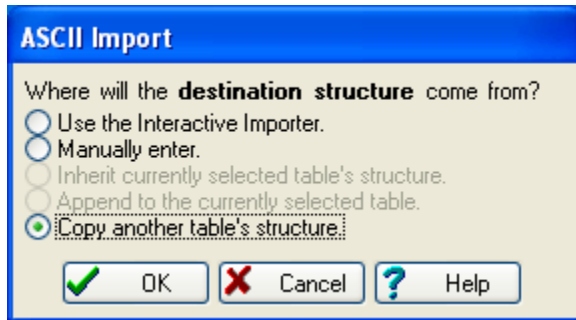 ASCII Import
Where will the destination structure come from?
Use the Interactive Importer.
Manually enter.
Inherit currently selected table's structure.
Append to the currently selected table.
Copy another table's structure.
OK Cancel Help